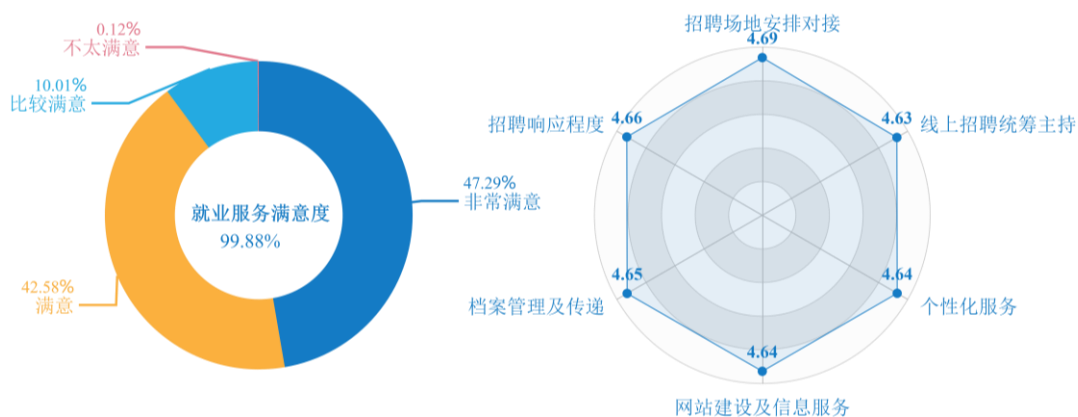 0.12%
不太满意
10.01%
比较满意
47.29%
非常满意
就业服务满意度
99.88%
42.58%
满意
招聘场地安排对接
4.69
招聘响应程度
4.66
4.63
线上招聘统筹主持
4.65
档案管理及传递
4.64
个性化服务
4.64
网站建设及信息服务